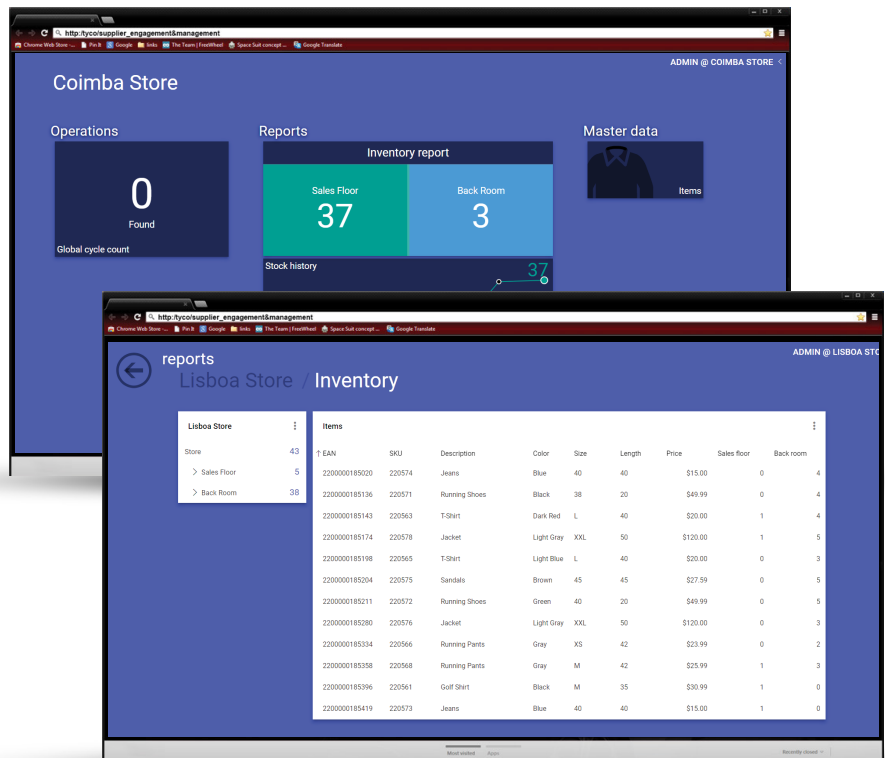 http:/tyco/supplier_engagement&management
Chrome Web Store -... Pin It Google links The Team | FreeWheel Space Suit concept ... Google Translate
ADMIN @ COIMBA STORE <
Coimba Store
Operations Reports Master data
Inventory report
0
Found
Global cycle count
Sales Floor
37
Back Room
3
Items
Stock history 37
http:/tyco/supplier_engagement&management
Chrome Web Store -... Pin It Google links The Team | FreeWheel Space Suit concept ... Google Translate
ADMIN @ LISBOA STO
reports
Lisboa Store / Inventory
Lisboa Store
Store 43
> Sales Floor 5
> Back Room 38
Items
↑ EAN SKU Description Color Size Length Price Sales floor Back room
2200000185020 220574 Jeans Blue 40 40 $15.00 0 4
2200000185136 220571 Running Shoes Black 38 20 $49.99 0 4
2200000185143 220563 T-Shirt Dark Red L 40 $20.00 1 4
2200000185174 220578 Jacket Light Gray XXL 50 $120.00 1 5
2200000185198 220565 T-Shirt Light Blue L 40 $20.00 0 3
2200000185204 220575 Sandals Brown 45 45 $27.59 0 5
2200000185211 220572 Running Shoes Green 40 20 $49.99 0 5
2200000185280 220576 Jacket Light Gray XXL 50 $120.00 0 3
2200000185334 220566 Running Pants Gray XS 42 $23.99 0 2
2200000185358 220568 Running Pants Gray M 42 $25.99 1 3
2200000185396 220561 Golf Shirt Black M 35 $30.99 1 0
2200000185419 220573 Jeans Blue 40 40 $15.00 1 0
Most visited Apps Recently closed